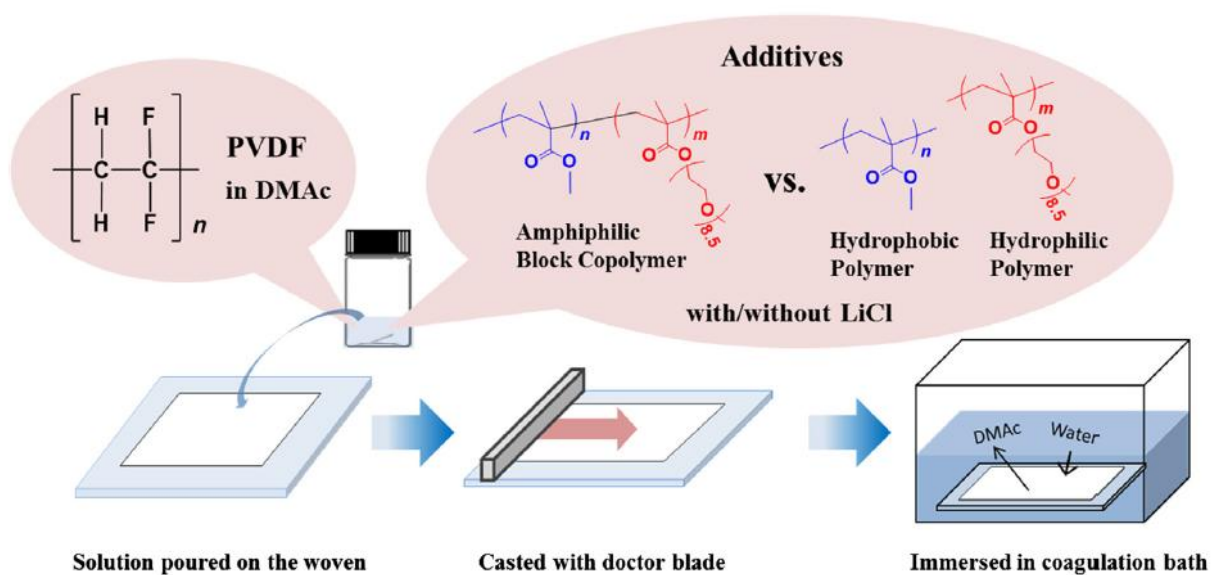 Additives
H F
C C
H F
n
PVDF
in DMAc
n
m
O
O
O
O
O
8.5
vs.
n
O
O
m
O
O
O
8.5
Amphiphilic
Block Copolymer
Hydrophobic
Polymer
Hydrophilic
Polymer
with/without LiCl
DMAc
Water
Solution poured on the woven
Casted with doctor blade
Immersed in coagulation bath